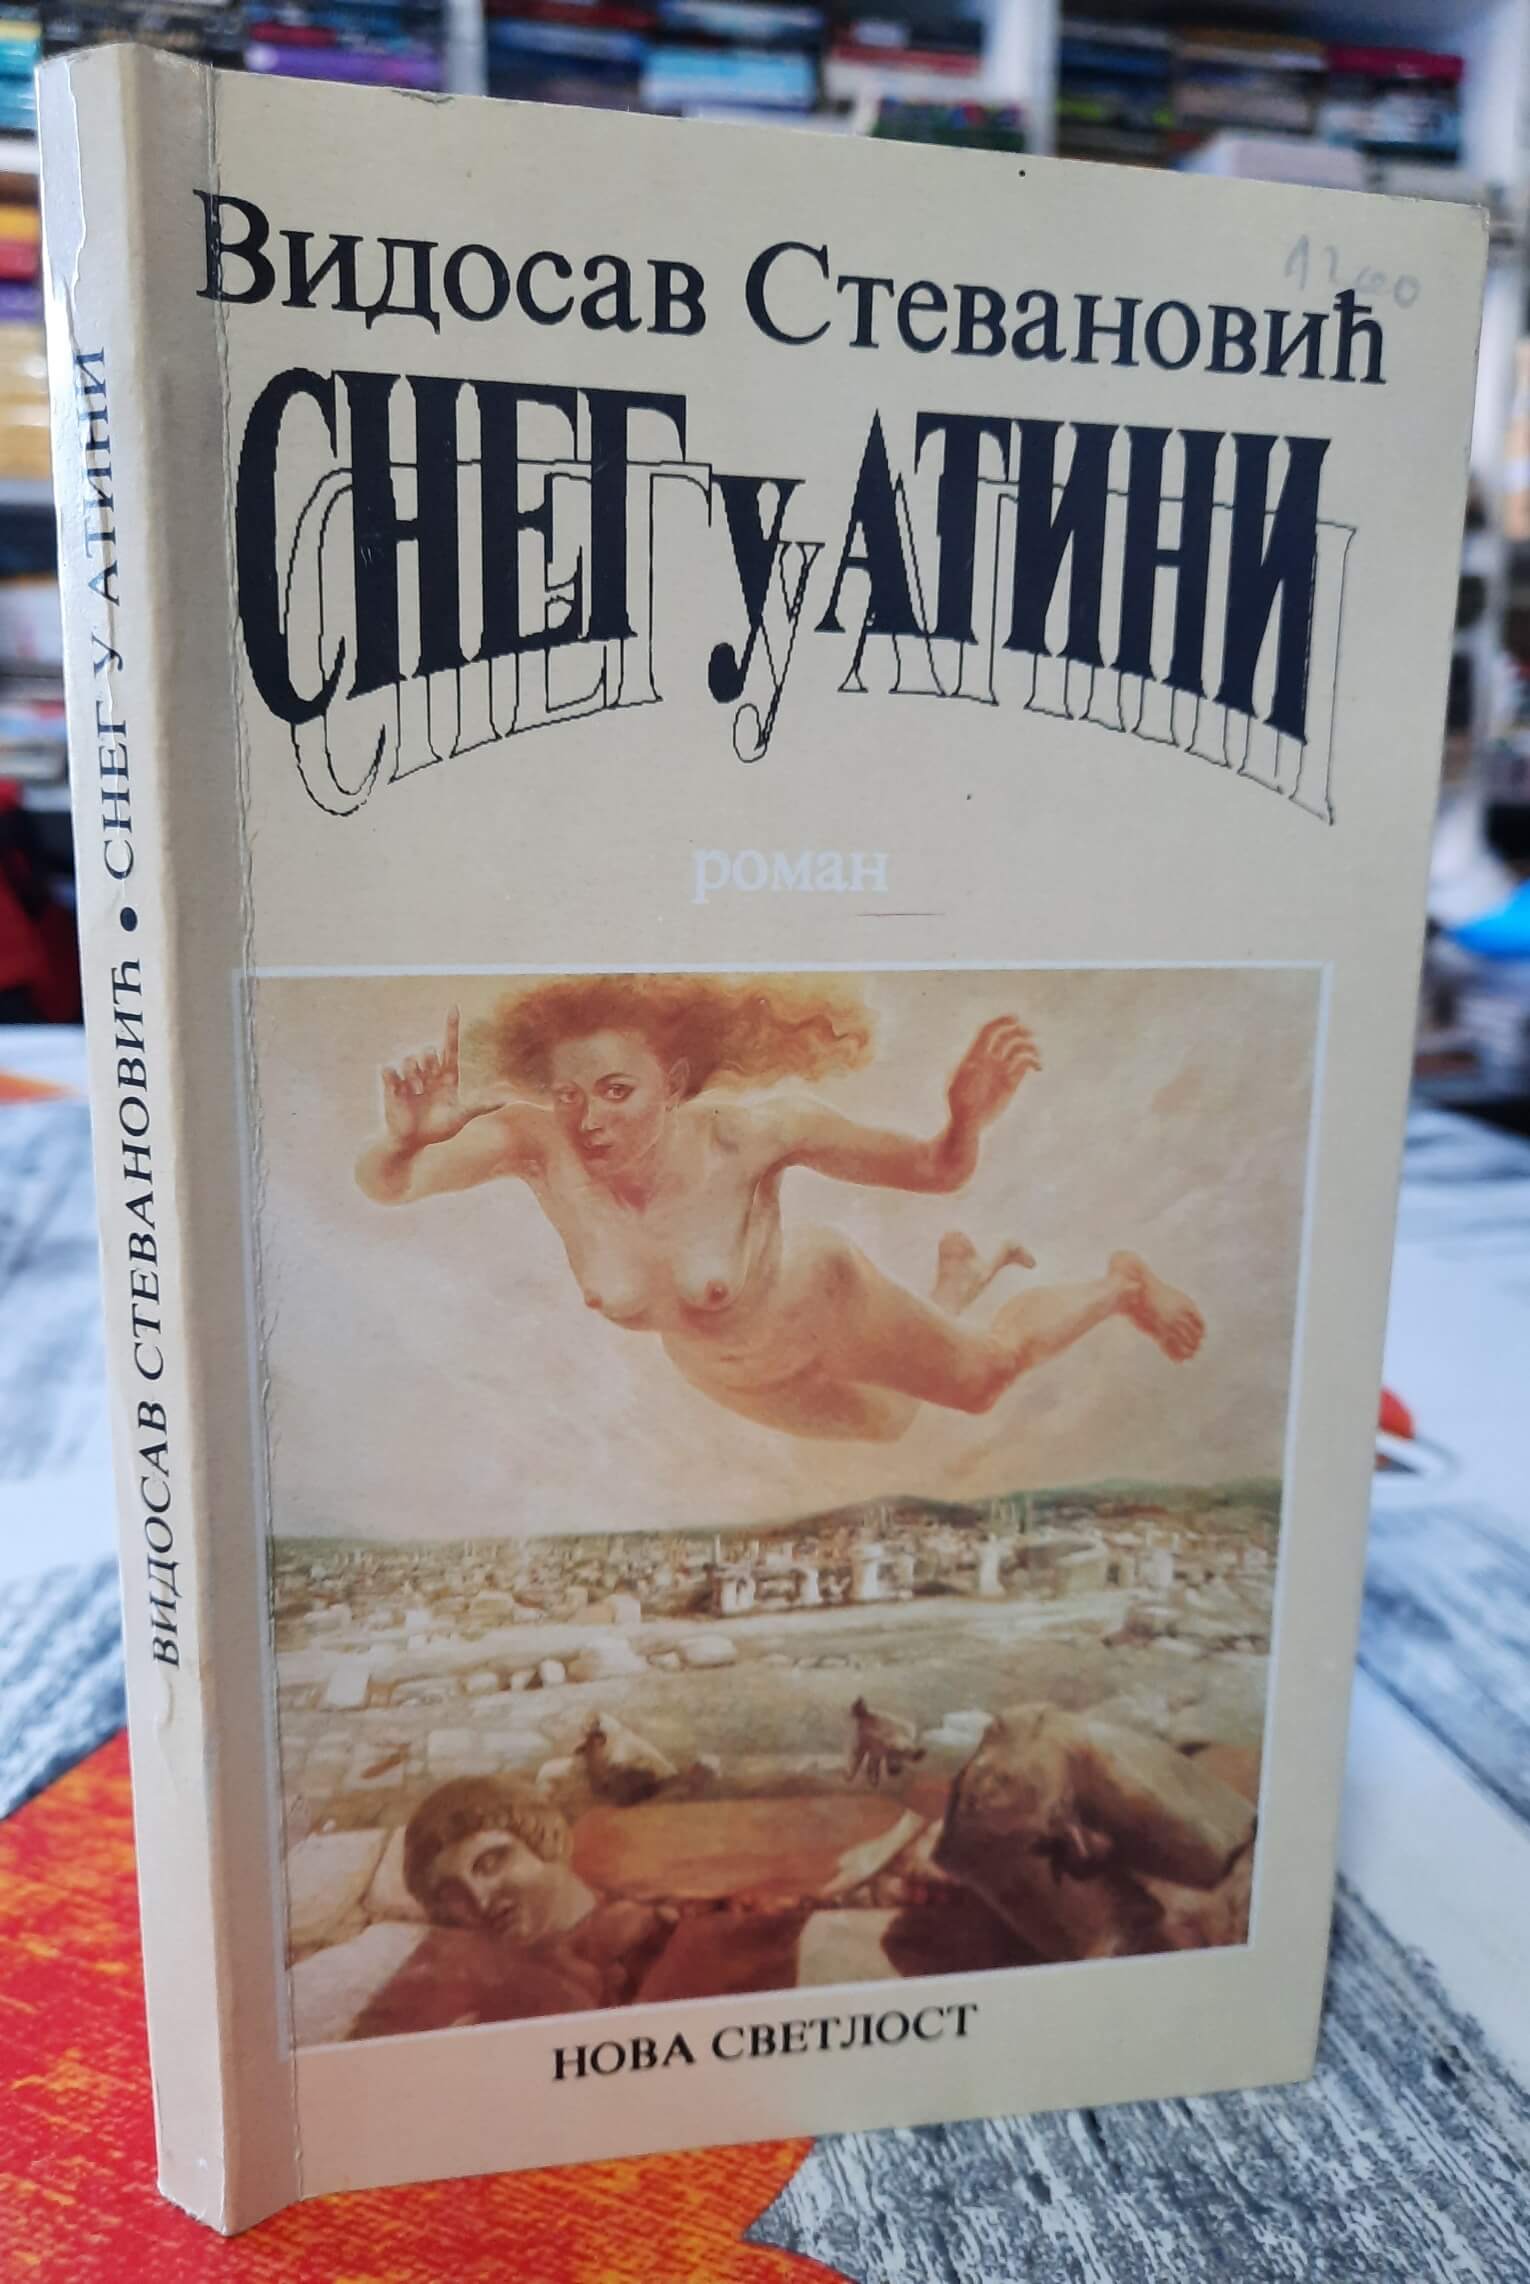 Видосав Стевановић
СНЕГ у АТИНИ
роман
НОВА СВЕТЛОСТ
ВИДОСАВ СТЕВАНОВИЋ • СНЕГ У АТИНИ